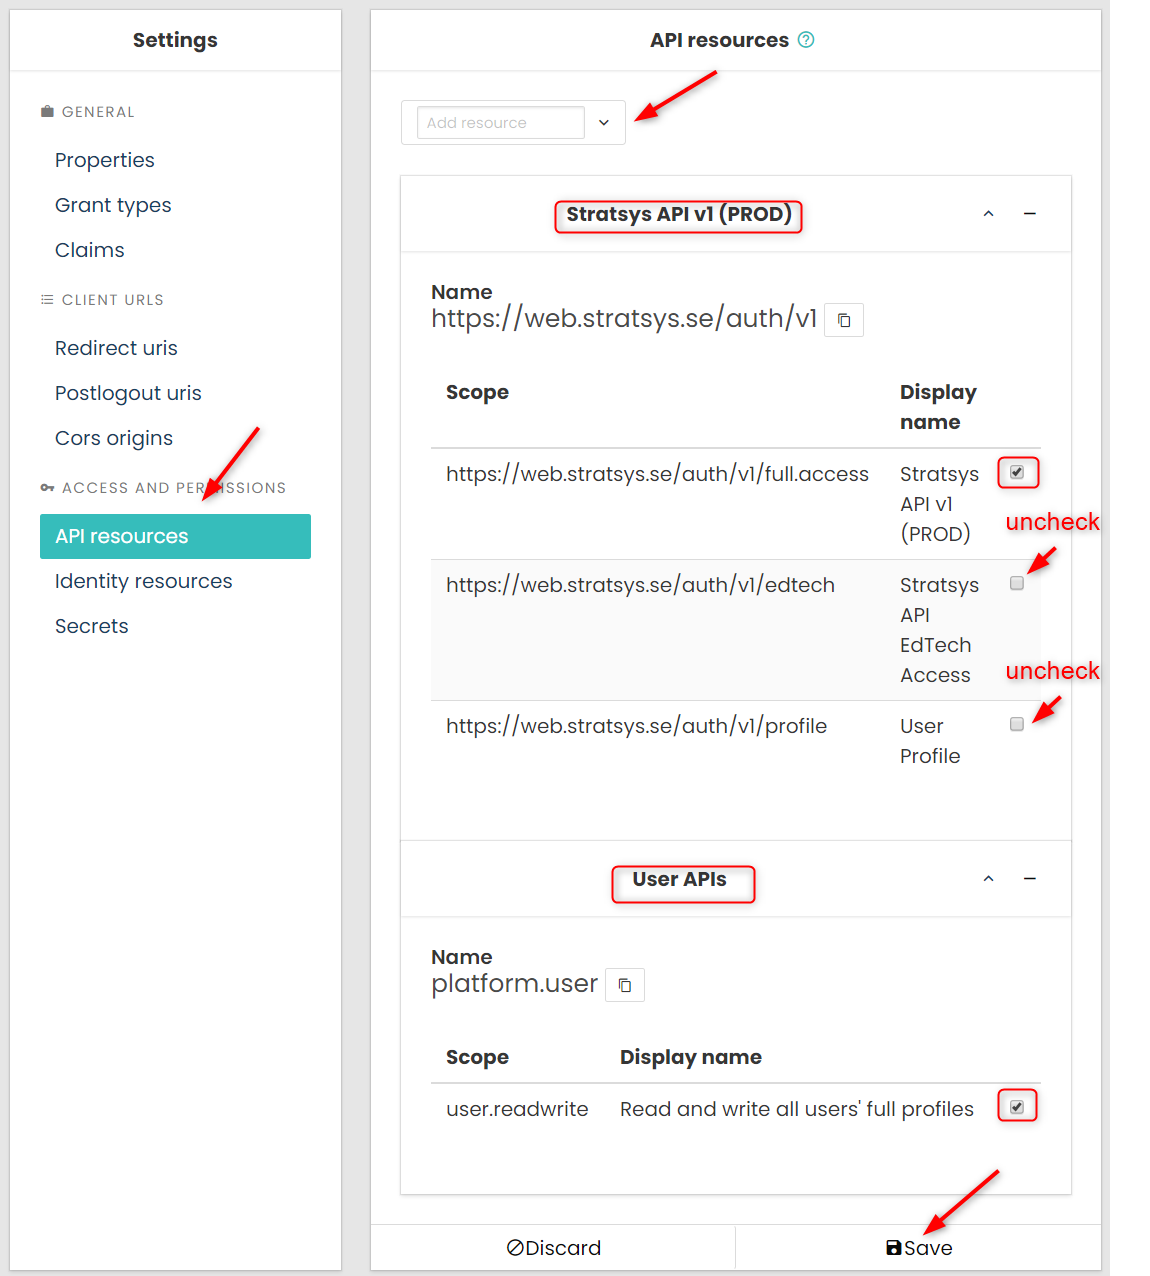 Settings
GENERAL
Properties
Grant types
Claims
CLIENT URLS
Redirect uris
Postlogout uris
Cors origins
ACCESS AND PERMISSIONS
API resources
Identity resources
Secrets
API resources ?
Add resource
Stratsys API v1 (PROD)
Name
https://web.stratsys.se/auth/v1
Scope Display
name
https://web.stratsys.se/auth/v1/full.access Stratsys
API v1
(PROD)
uncheck
https://web.stratsys.se/auth/v1/edtech Stratsys
API
EdTech
Access
uncheck
https://web.stratsys.se/auth/v1/profile User
Profile
User APIs
Name
platform.user
Scope Display name
user.readwrite Read and write all users' full profiles
Discard Save